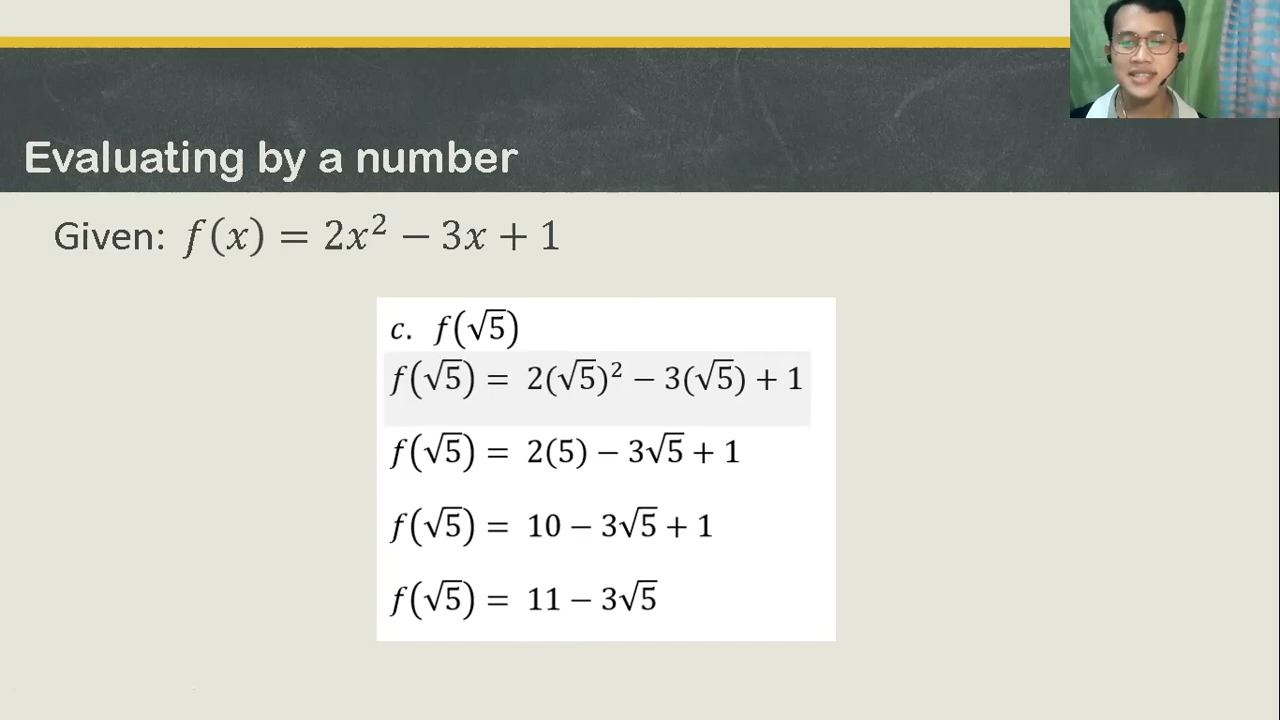 Evaluating by a number
Given: f(x) = 2x² − 3x + 1
c. f(√5)
f(√5) = 2(√5)² − 3(√5) + 1
f(√5) = 2(5) − 3√5 + 1
f(√5) = 10 − 3√5 + 1
f(√5) = 11 − 3√5